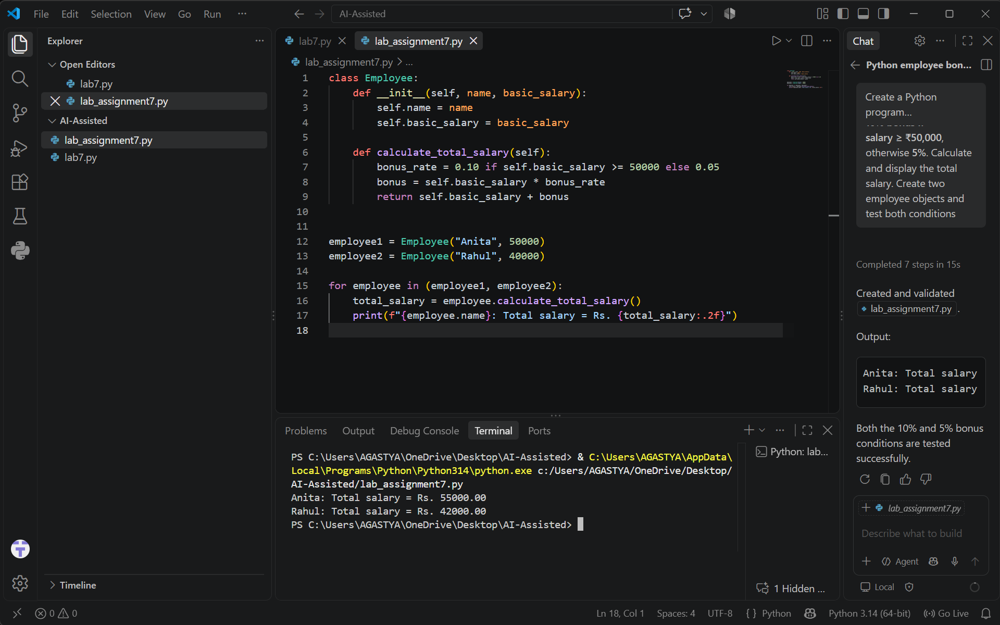 File Edit Selection View Go Run ...
AI-Assisted
Explorer
Open Editors
lab7.py
lab_assignment7.py
AI-Assisted
lab_assignment7.py
lab7.py
Timeline
lab7.py lab_assignment7.py
lab_assignment7.py > ...
1 class Employee:
2     def __init__(self, name, basic_salary):
3         self.name = name
4         self.basic_salary = basic_salary
5
6     def calculate_total_salary(self):
7         bonus_rate = 0.10 if self.basic_salary >= 50000 else 0.05
8         bonus = self.basic_salary * bonus_rate
9         return self.basic_salary + bonus
10
11
12 employee1 = Employee("Anita", 50000)
13 employee2 = Employee("Rahul", 40000)
14
15 for employee in (employee1, employee2):
16     total_salary = employee.calculate_total_salary()
17     print(f"{employee.name}: Total salary = Rs. {total_salary:.2f}")
18
Problems Output Debug Console Terminal Ports
PS C:\Users\AGASTYA\OneDrive\Desktop\AI-Assisted> & C:\Users\AGASTYA\AppData\
Local\Programs\Python\Python314\python.exe c:/Users/AGASTYA/OneDrive/Desktop/
AI-Assisted/lab_assignment7.py
Anita: Total salary = Rs. 55000.00
Rahul: Total salary = Rs. 42000.00
PS C:\Users\AGASTYA\OneDrive\Desktop\AI-Assisted>
Python: lab...
1 Hidden ...
Chat
Python employee bon...
Create a Python
program...
salary ≥ ₹50,000,
otherwise 5%. Calculate
and display the total
salary. Create two
employee objects and
test both conditions
Completed 7 steps in 15s
Created and validated
lab_assignment7.py .
Output:
Anita: Total salary
Rahul: Total salary
Both the 10% and 5% bonus
conditions are tested
successfully.
lab_assignment7.py
Describe what to build
Agent
Local
0 0
Ln 18, Col 1 Spaces: 4 UTF-8 { } Python Python 3.14 (64-bit) Go Live